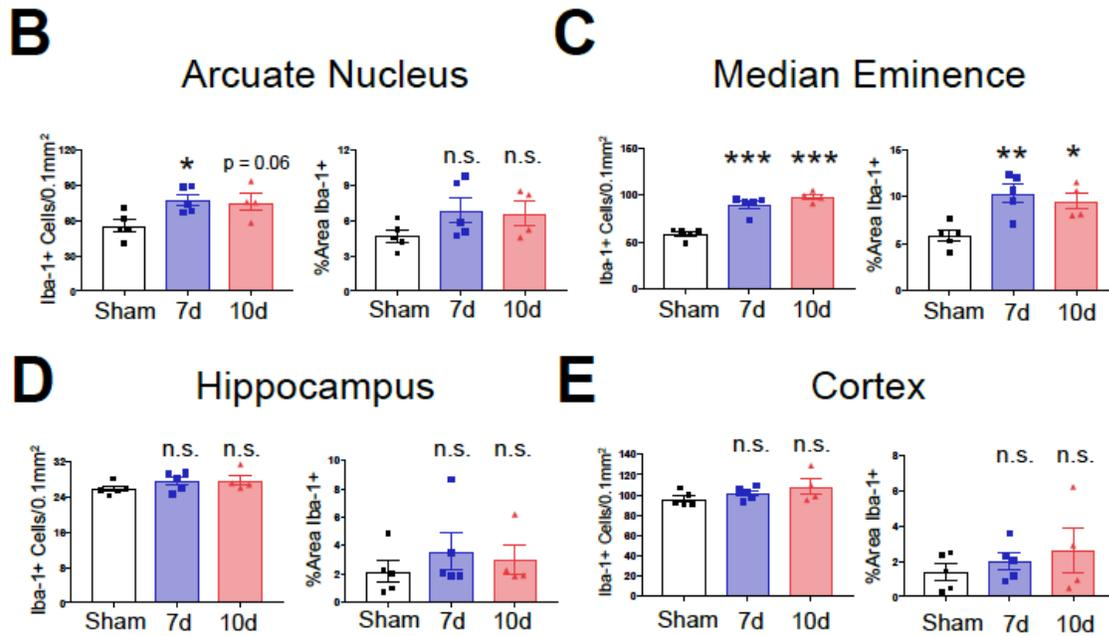 B
Arcuate Nucleus
Iba-1+ Cells/0.1mm²
120
90
60
30
0
*
p = 0.06
Sham 7d 10d
%Area Iba-1+
12
9
6
3
0
n.s. n.s.
Sham 7d 10d
C
Median Eminence
Iba-1+ Cells/0.1mm²
150
100
50
0
*** ***
Sham 7d 10d
%Area Iba-1+
15
10
5
0
** *
Sham 7d 10d
D
Hippocampus
Iba-1+ Cells/0.1mm²
32
24
16
8
0
n.s. n.s.
Sham 7d 10d
%Area Iba-1+
10
8
6
4
2
0
n.s. n.s.
Sham 7d 10d
E
Cortex
Iba-1+ Cells/0.1mm²
140
120
100
80
60
40
20
0
n.s. n.s.
Sham 7d 10d
%Area Iba-1+
8
6
4
2
0
n.s. n.s.
Sham 7d 10d